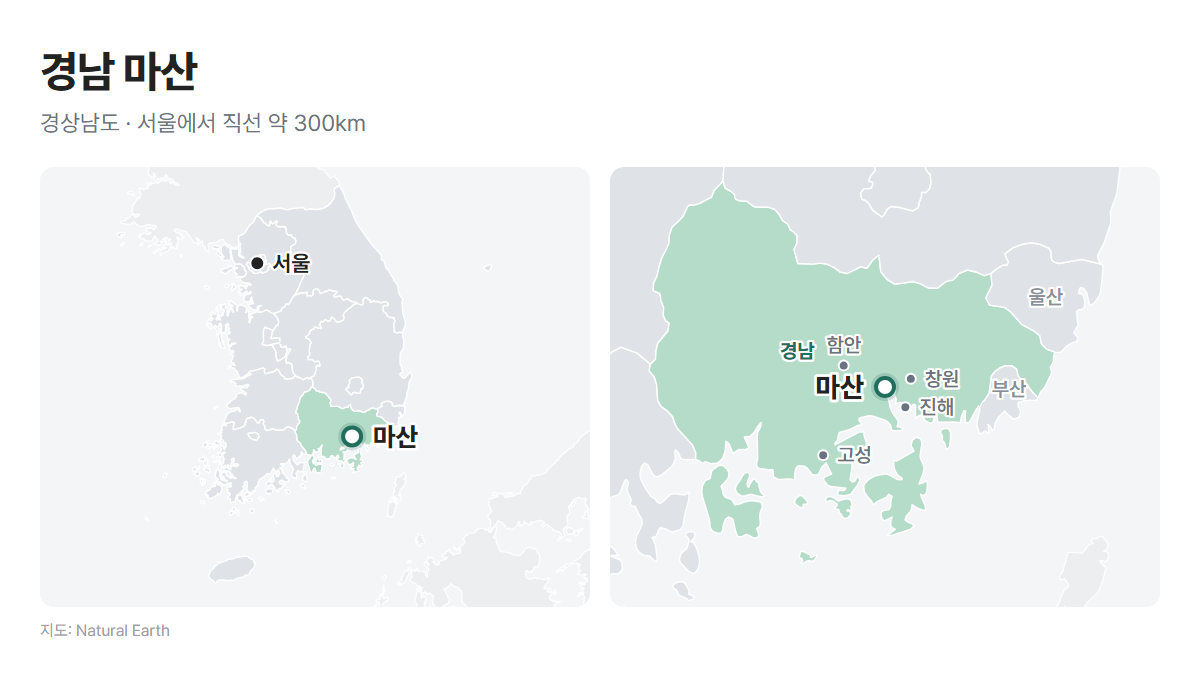 경남 마산
경상남도 · 서울에서 직선 약 300km
서울
마산
울산
경남
함안
마산
창원
부산
진해
고성
지도: Natural Earth